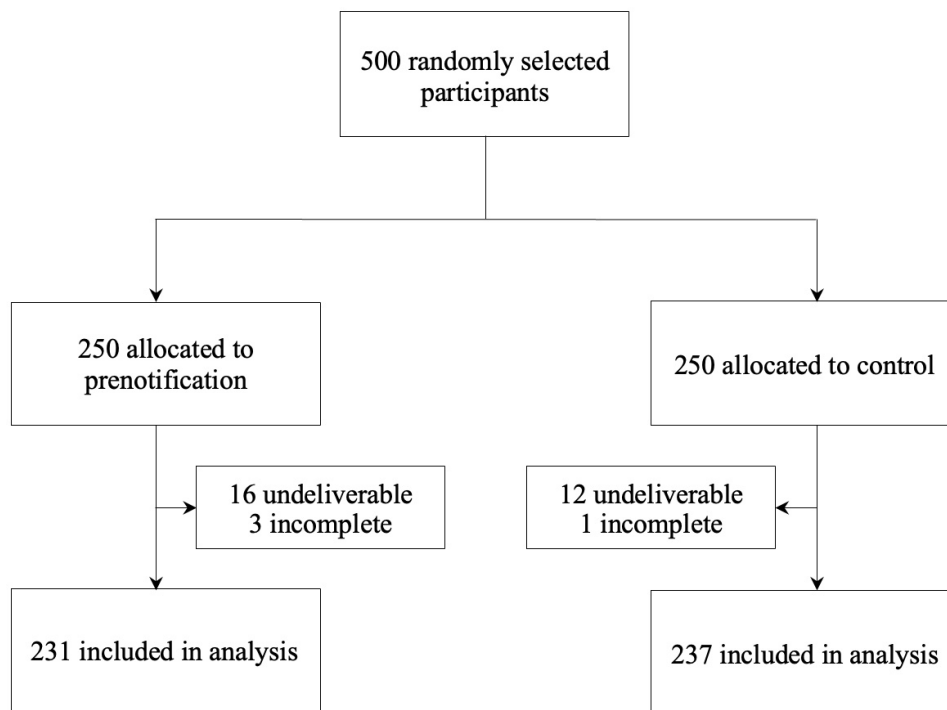 500 randomly selected
participants
250 allocated to
prenotification
250 allocated to control
16 undeliverable
3 incomplete
12 undeliverable
1 incomplete
231 included in analysis
237 included in analysis